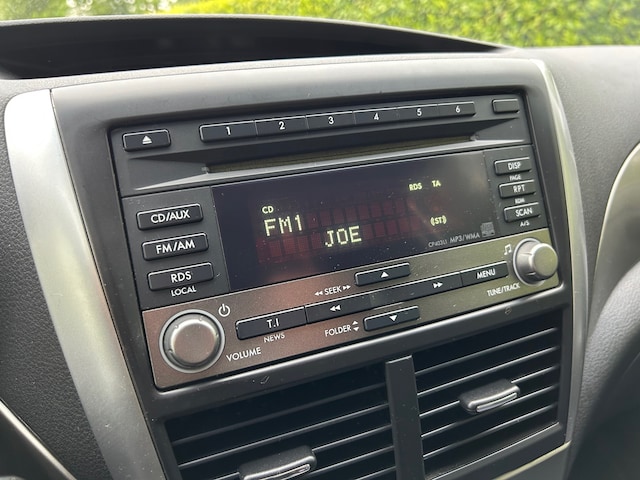 1 2 3 4 5 6
DISP
PAGE
RPT
RDM
SCAN
A/S
CD/AUX
FM/AM
RDS
LOCAL
CD RDS TA
FM1 (ST)
JOE
MP3/WMA
SEEK
MENU
TUNE/TRACK
T.I
NEWS
FOLDER
VOLUME